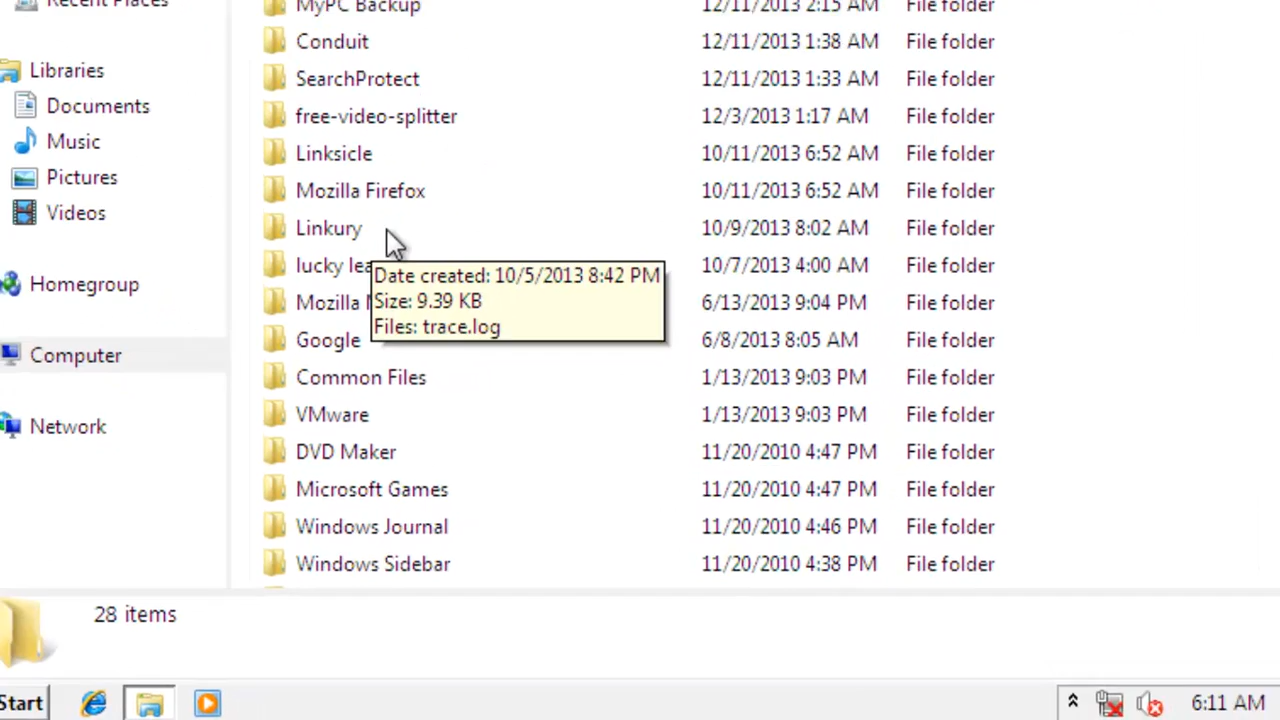 Recent Places
Libraries
Documents
Music
Pictures
Videos
Homegroup
Computer
Network
MyPC Backup 12/11/2013 2:15 AM File folder
Conduit 12/11/2013 1:38 AM File folder
SearchProtect 12/11/2013 1:33 AM File folder
free-video-splitter 12/3/2013 1:17 AM File folder
Linksicle 10/11/2013 6:52 AM File folder
Mozilla Firefox 10/11/2013 6:52 AM File folder
Linkury 10/9/2013 8:02 AM File folder
lucky 10/7/2013 4:00 AM File folder
Mozilla 6/13/2013 9:04 PM File folder
Google 6/8/2013 8:05 AM File folder
Common Files 1/13/2013 9:03 PM File folder
VMware 1/13/2013 9:03 PM File folder
DVD Maker 11/20/2010 4:47 PM File folder
Microsoft Games 11/20/2010 4:47 PM File folder
Windows Journal 11/20/2010 4:46 PM File folder
Windows Sidebar 11/20/2010 4:38 PM File folder
Date created: 10/5/2013 8:42 PM
Size: 9.39 KB
Files: trace.log
28 items
Start
6:11 AM